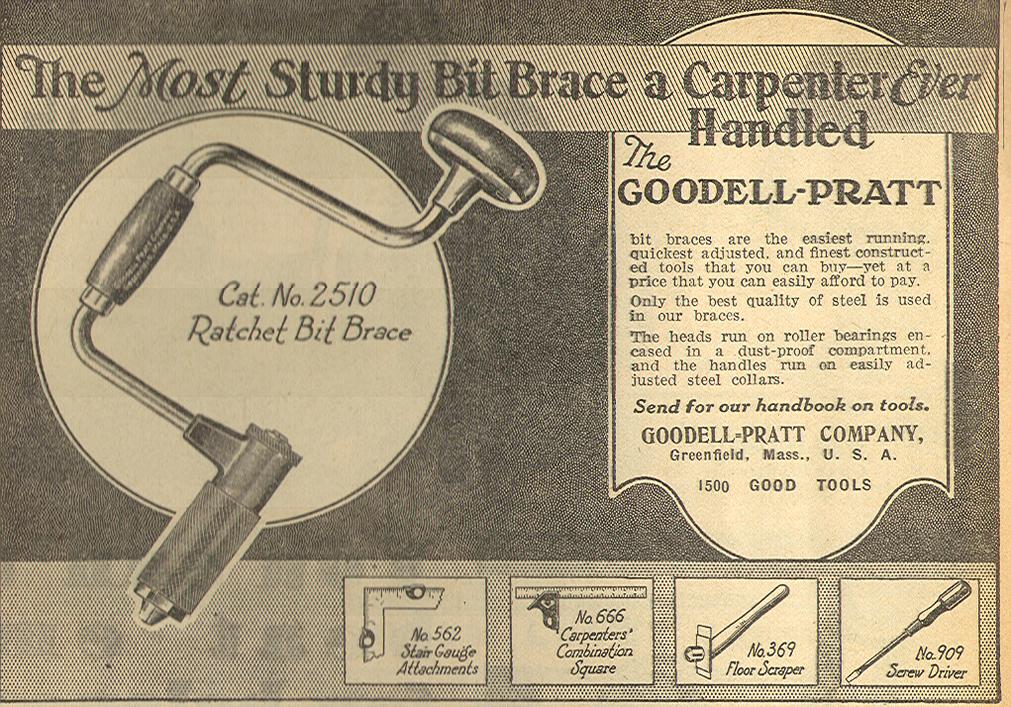 The Most Sturdy Bit Brace a Carpenter Ever
Handled
The
GOODELL-PRATT
bit braces are the easiest running,
quickest adjusted, and finest construct-
ed tools that you can buy—yet at a
price that you can easily afford to pay.
Only the best quality of steel is used
in our braces.
The heads run on roller bearings en-
cased in a dust-proof compartment,
and the handles run on easily ad-
justed steel collars.
Send for our handbook on tools.
GOODELL-PRATT COMPANY,
Greenfield, Mass., U. S. A.
1500 GOOD TOOLS
Cat. No. 2510
Ratchet Bit Brace
No. 562
Stair Gauge
Attachments
No. 666
Carpenters'
Combination
Square
No. 369
Floor Scraper
No. 909
Screw Driver